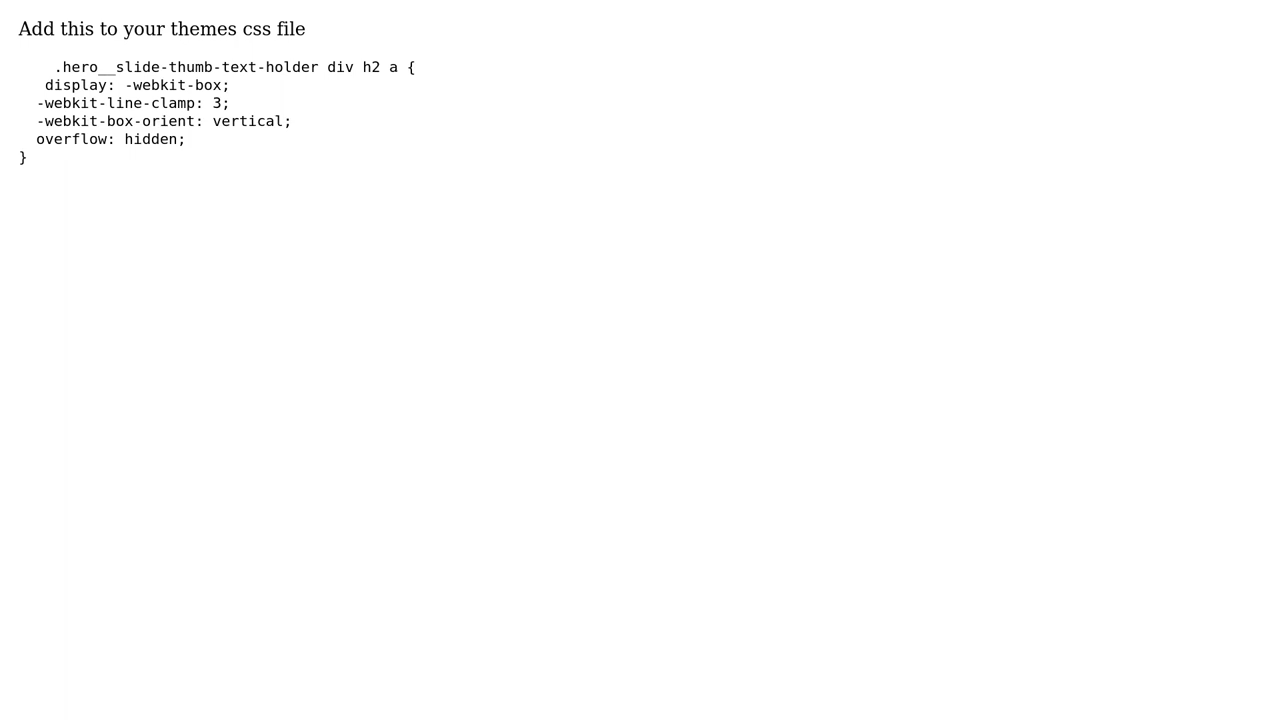 Add this to your themes css file
    .hero__slide-thumb-text-holder div h2 a {
   display: -webkit-box;
  -webkit-line-clamp: 3;
  -webkit-box-orient: vertical;
  overflow: hidden;
}